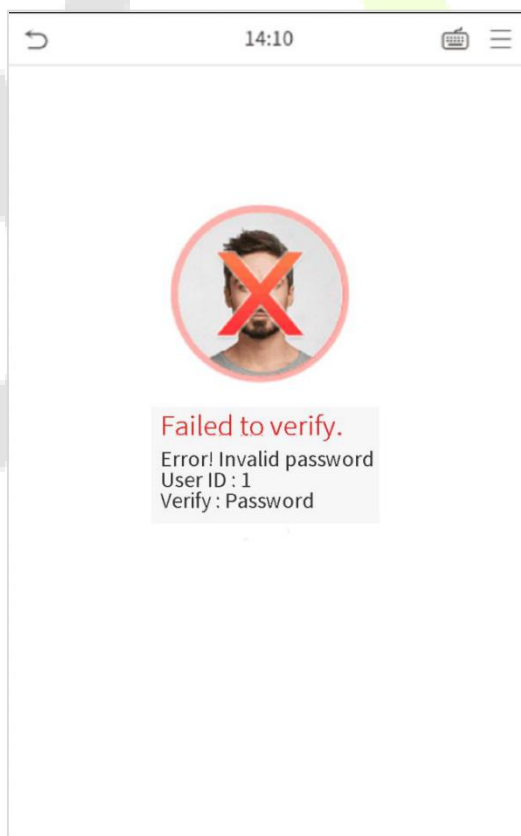 14:10
Failed to verify.
Error! Invalid password
User ID : 1
Verify : Password